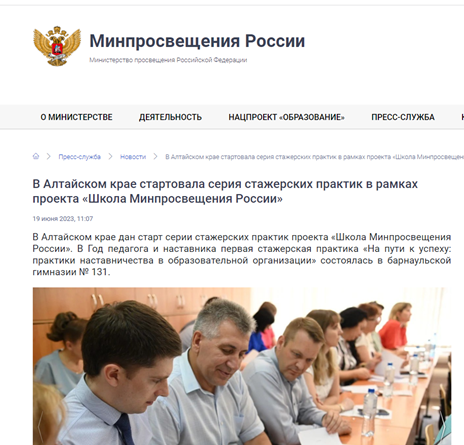 Минпросвещения России
Министерство просвещения Российской Федерации
О МИНИСТЕРСТВЕ ДЕЯТЕЛЬНОСТЬ НАЦПРОЕКТ «ОБРАЗОВАНИЕ» ПРЕСС-СЛУЖБА
Пресс-служба Новости В Алтайском крае стартовала серия стажерских практик в рамках проекта «Школа Минпросвещен
В Алтайском крае стартовала серия стажерских практик в рамках
проекта «Школа Минпросвещения России»
19 июня 2023, 11:07
В Алтайском крае дан старт серии стажерских практик проекта «Школа Минпросвещения
России». В Год педагога и наставника первая стажерская практика «На пути к успеху:
практики наставничества в образовательной организации» состоялась в барнаульской
гимназии № 131.